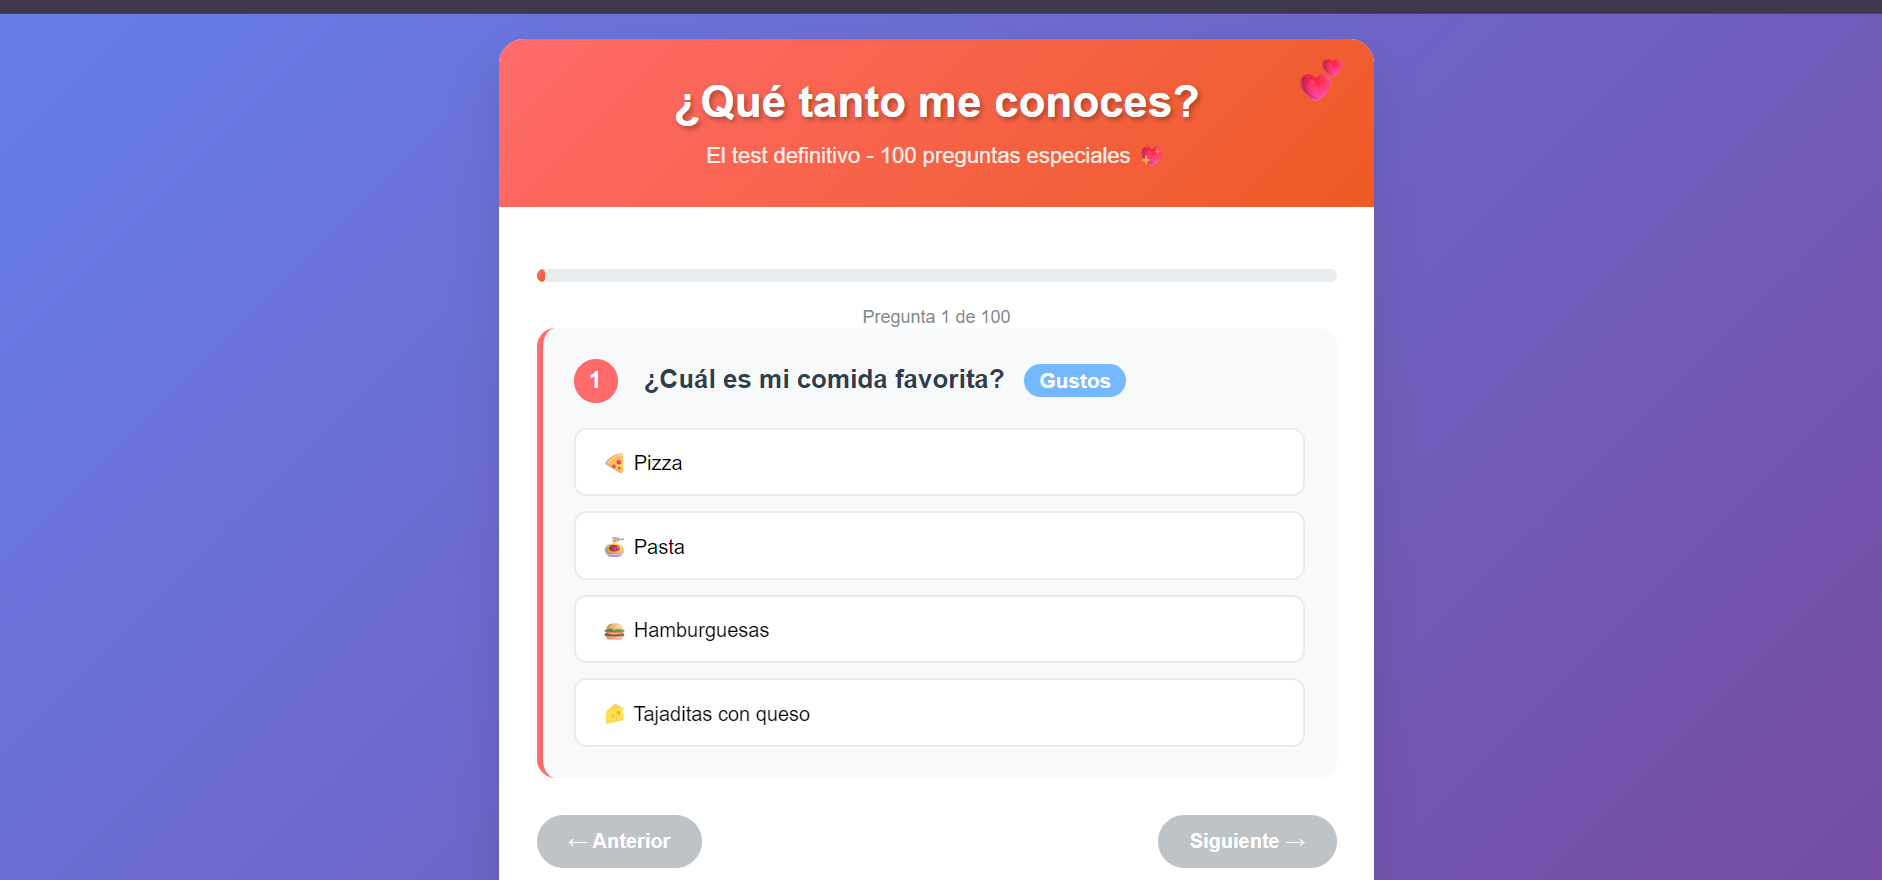 ¿Qué tanto me conoces?
El test definitivo - 100 preguntas especiales 💖
Pregunta 1 de 100
1 ¿Cuál es mi comida favorita? Gustos
🍕 Pizza
🍝 Pasta
🍔 Hamburguesas
🧀 Tajaditas con queso
← Anterior Siguiente →